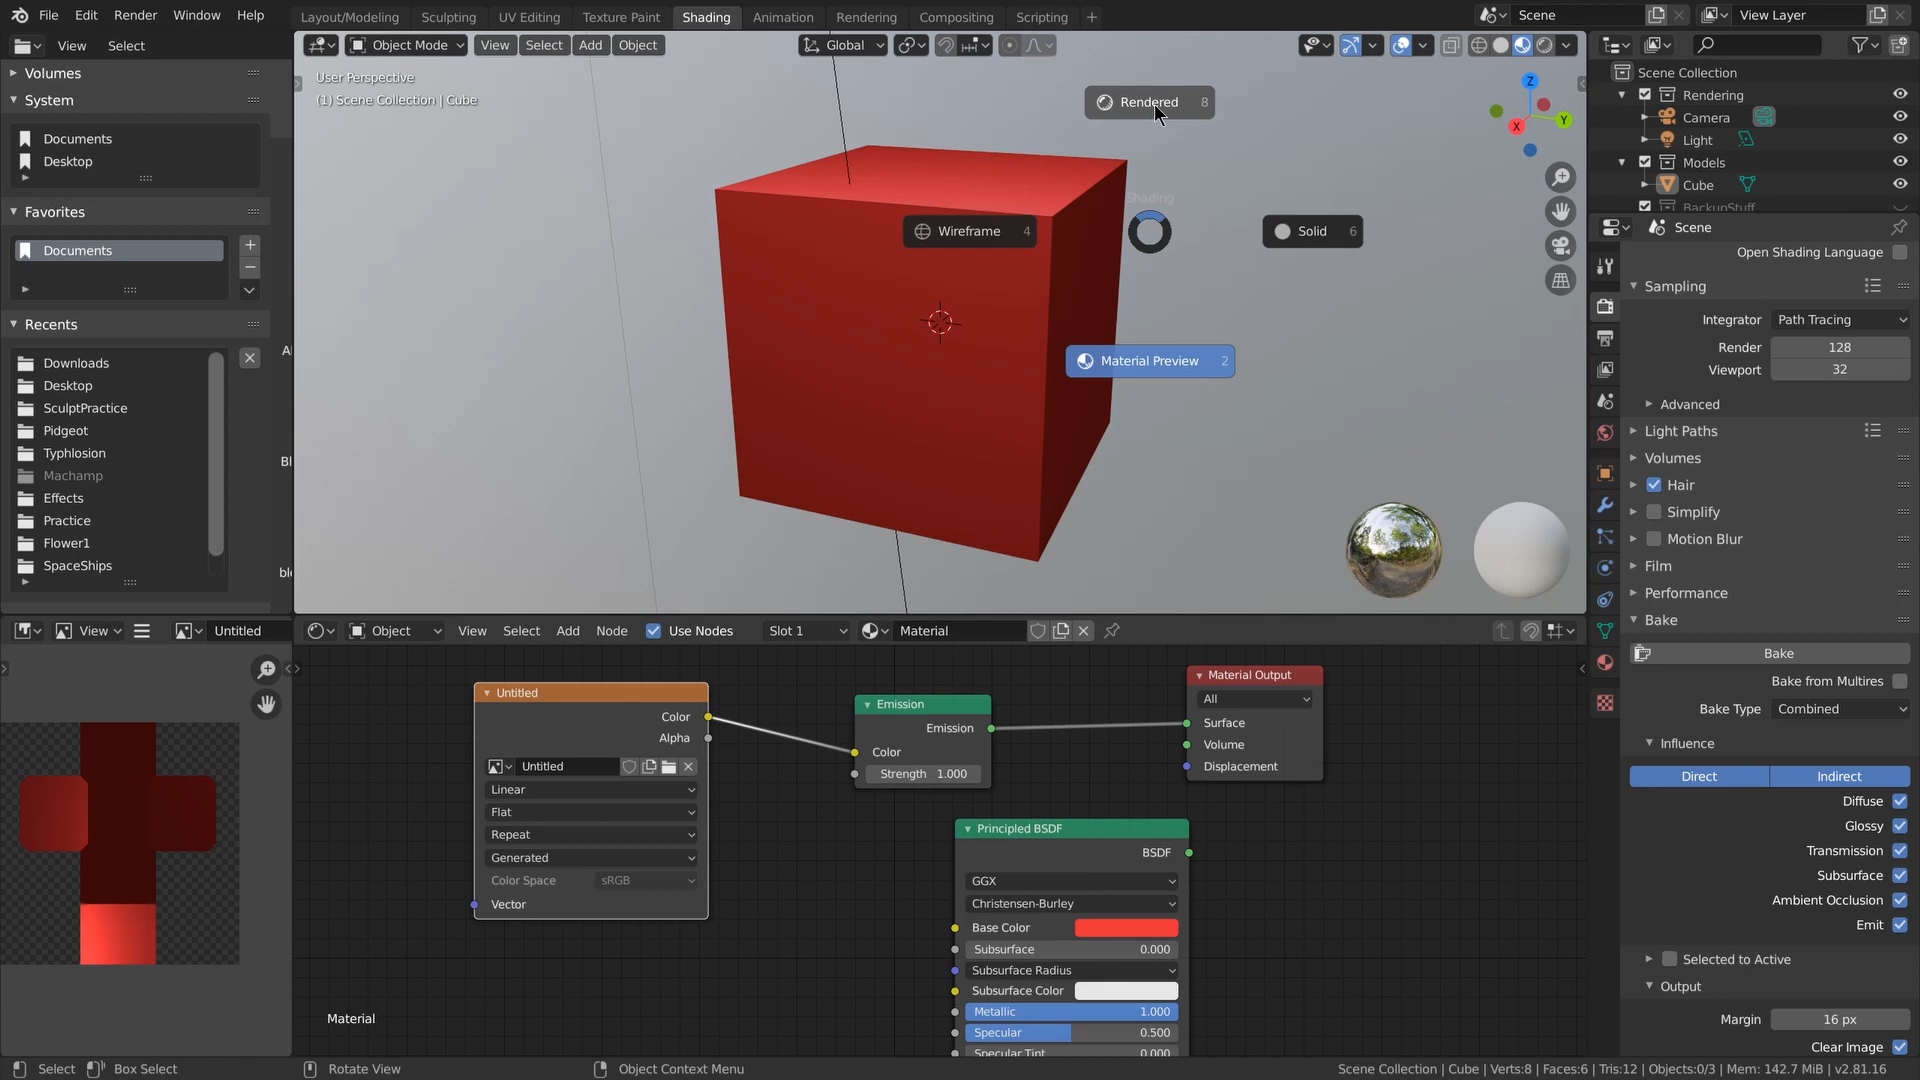 File Edit Render Window Help
Layout/Modeling Sculpting UV Editing Texture Paint Shading Animation Rendering Compositing Scripting +
Scene
View Layer
View Select
Volumes
System
Documents
Desktop
Favorites
Documents
Recents
Downloads
Desktop
SculptPractice
Pidgeot
Typhlosion
Machamp
Effects
Practice
Flower1
SpaceShips
Al
Bl
ble
Object Mode View Select Add Object Global
User Perspective
(1) Scene Collection | Cube
Rendered 8
Shading
Wireframe 4
Solid 6
Material Preview 2
Z
X
Y
Scene Collection
Rendering
Camera
Light
Models
Cube
BackupStuff
Scene
Open Shading Language
Sampling
Integrator Path Tracing
Render 128
Viewport 32
Advanced
Light Paths
Volumes
Hair
Simplify
Motion Blur
Film
Performance
Bake
Bake
Bake from Multires
Bake Type Combined
Influence
Direct Indirect
Diffuse
Glossy
Transmission
Subsurface
Ambient Occlusion
Emit
Selected to Active
Output
Margin 16 px
Clear Image
View Untitled
Object View Select Add Node Use Nodes Slot 1 Material
Untitled
Color
Alpha
Untitled
Linear
Flat
Repeat
Generated
Color Space sRGB
Vector
Emission
Emission
Color
Strength 1.000
Material Output
All
Surface
Volume
Displacement
Principled BSDF
BSDF
GGX
Christensen-Burley
Base Color
Subsurface 0.000
Subsurface Radius
Subsurface Color
Metallic 1.000
Specular 0.500
Specular Tint 0.000
Material
Select Box Select Rotate View Object Context Menu
Scene Collection | Cube | Verts:8 | Faces:6 | Tris:12 | Objects:0/3 | Mem: 142.7 MiB | v2.81.16